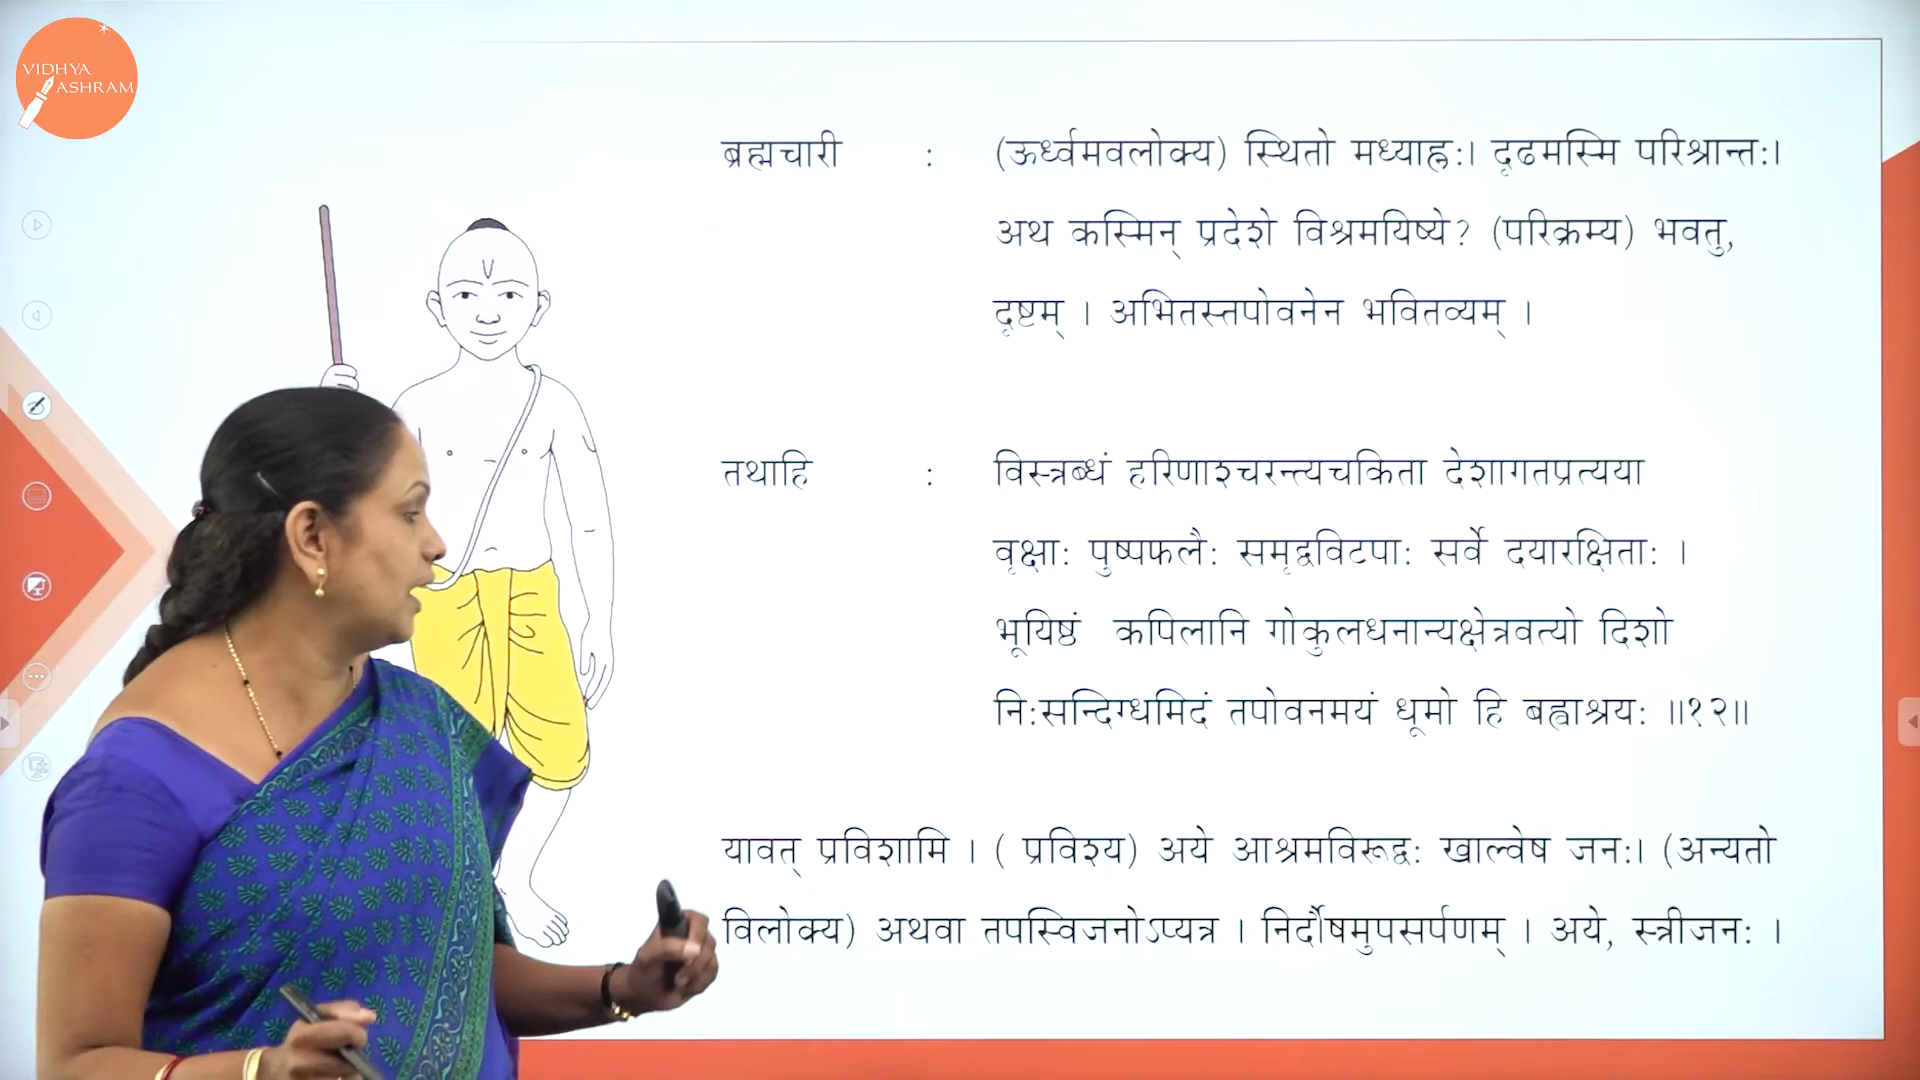 VIDHYA
ASHRAM
ब्रह्मचारी : (ऊर्ध्वमवलोक्य) स्थितो मध्याह्नः। दृढमस्मि परिश्रान्तः।
अथ कस्मिन् प्रदेशे विश्रमयिष्ये? (परिक्रम्य) भवतु,
दृष्टम् । अभितस्तपोवनेन भवितव्यम् ।
तथाहि : विस्त्रब्धं हरिणाश्चरन्त्यचकिता देशागतप्रत्यया
वृक्षाः पुष्पफलैः समृद्वविटपाः सर्वे दयारक्षिताः ।
भूयिष्ठं कपिलानि गोकुलधनान्यक्षेत्रवत्यो दिशो
निःसन्दिग्धमिदं तपोवनमयं धूमो हि बह्वाश्रयः ॥१२॥
यावत् प्रविशामि । ( प्रविश्य) अये आश्रमविरूद्वः खाल्वेष जनः। (अन्यतो
विलोक्य) अथवा तपस्विजनोऽप्यत्र । निर्दौषमुपसर्पणम् । अये, स्त्रीजनः ।